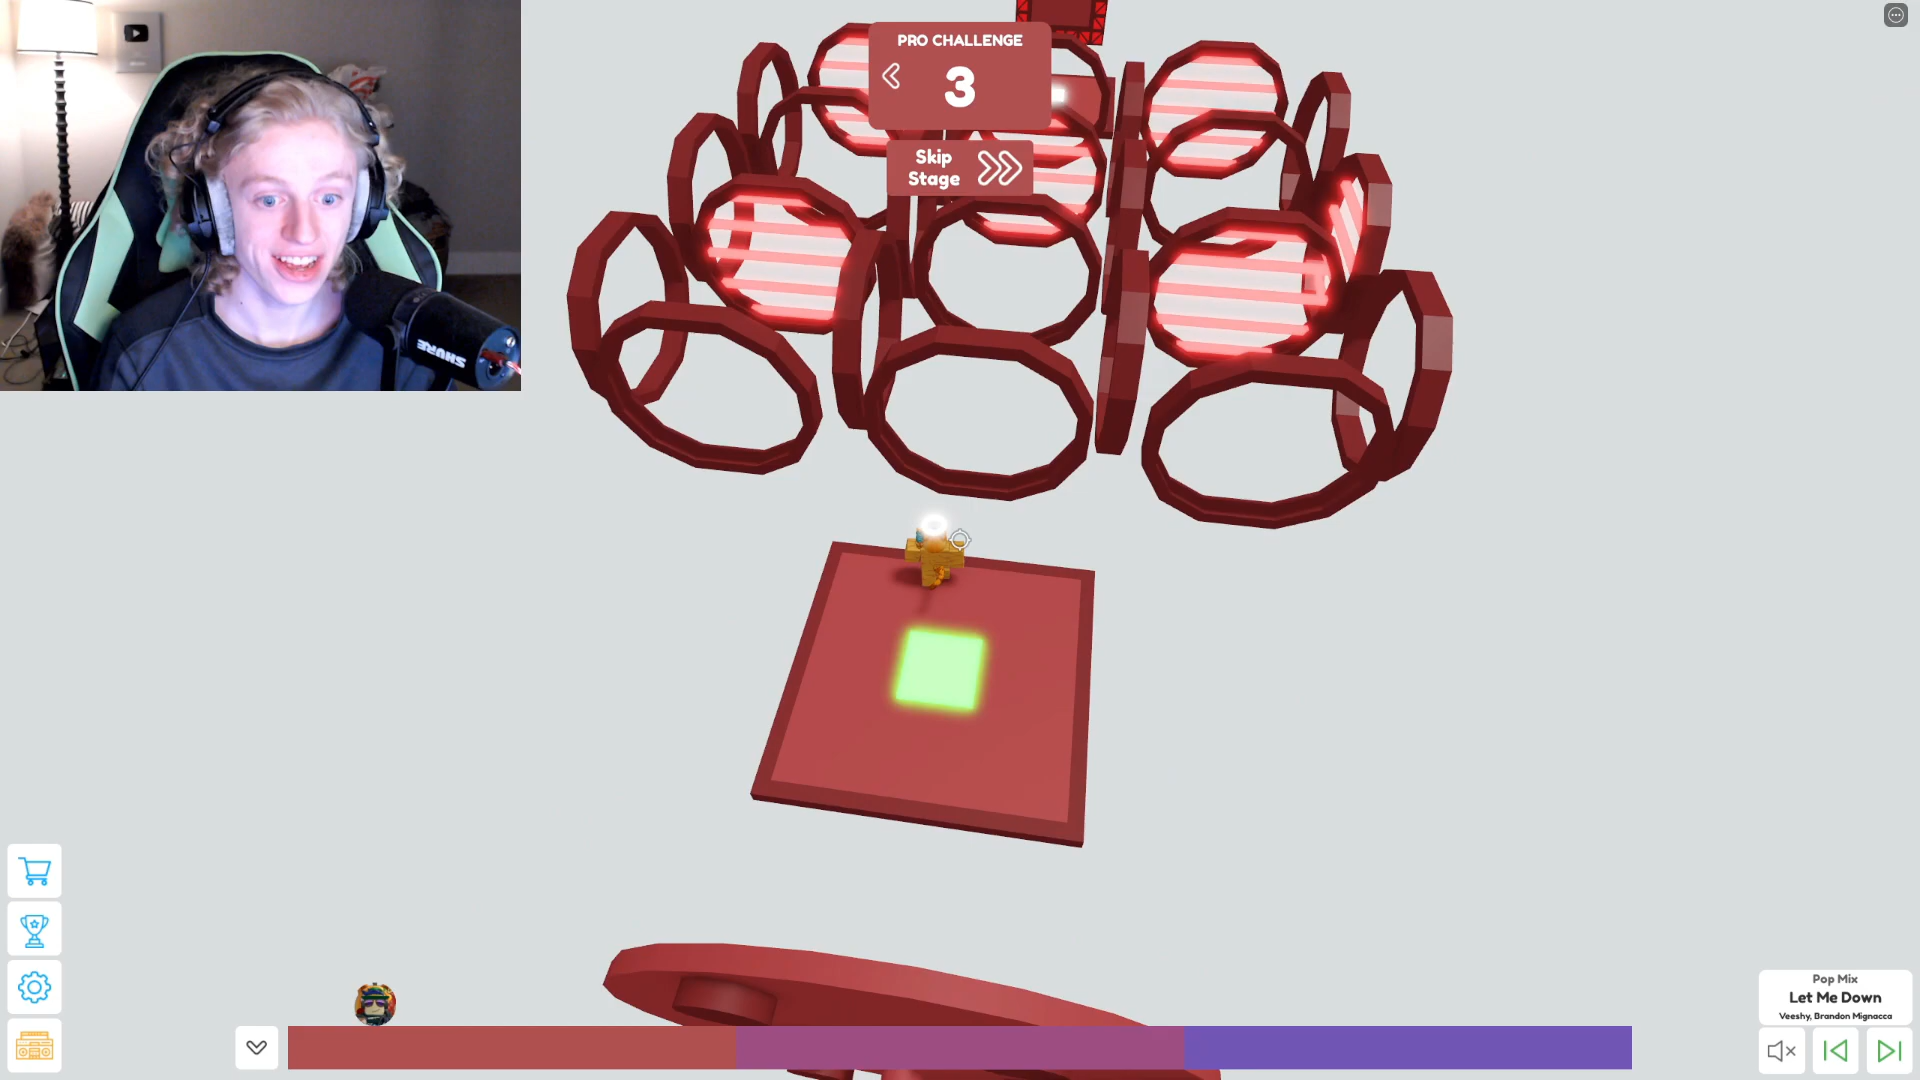 PRO CHALLENGE
3
Skip
Stage
SHURE
Pop Mix
Let Me Down
Veeshy, Brandon Mignacca